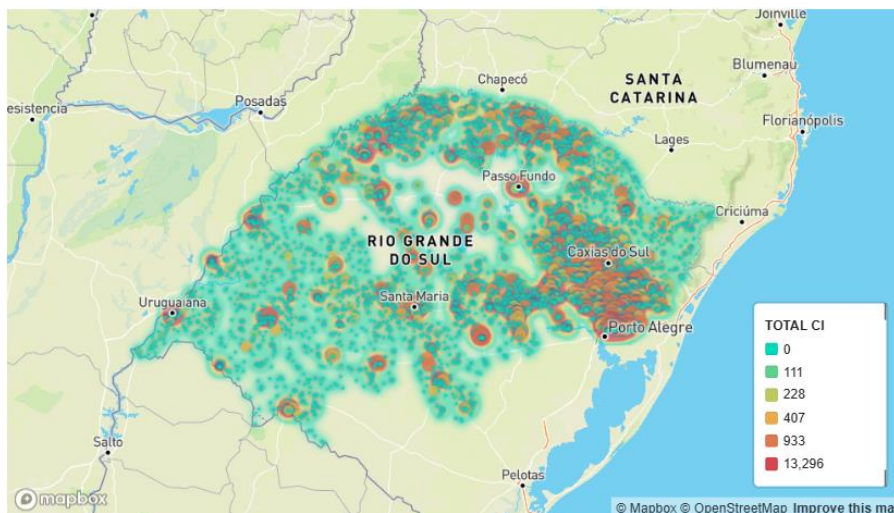 Joinville
Blumenau
SANTA
CATARINA
Chapecó
Posadas
esistencia
Florianópolis
Lages
Passo Fundo
Criciúma
RIO GRANDE
DO SUL
Caxias do Sul
Santa Maria
Uruguaiana
Porto Alegre
TOTAL CI
0
111
228
407
933
13,296
Salto
Pelotas
mapbox
© Mapbox © OpenStreetMap Improve this ma